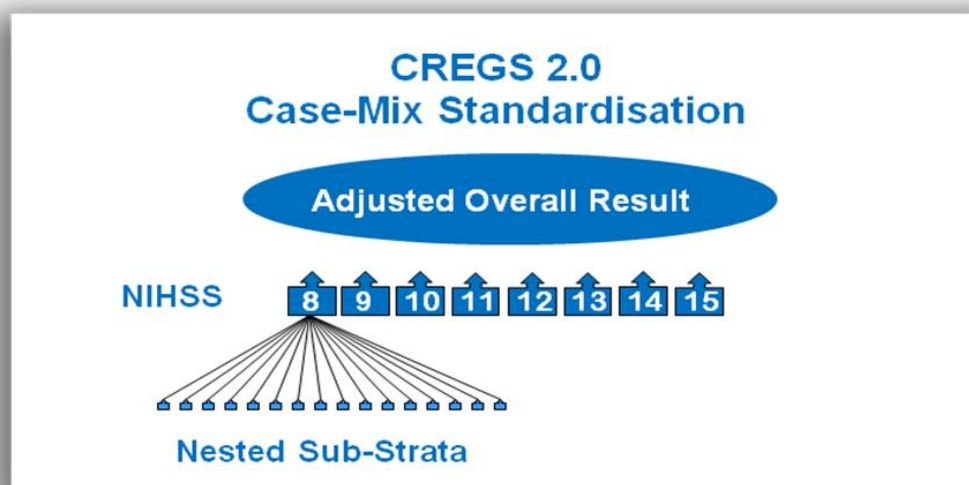 CREGS 2.0
Case-Mix Standardisation
Adjusted Overall Result
NIHSS 8 9 10 11 12 13 14 15
Nested Sub-Strata